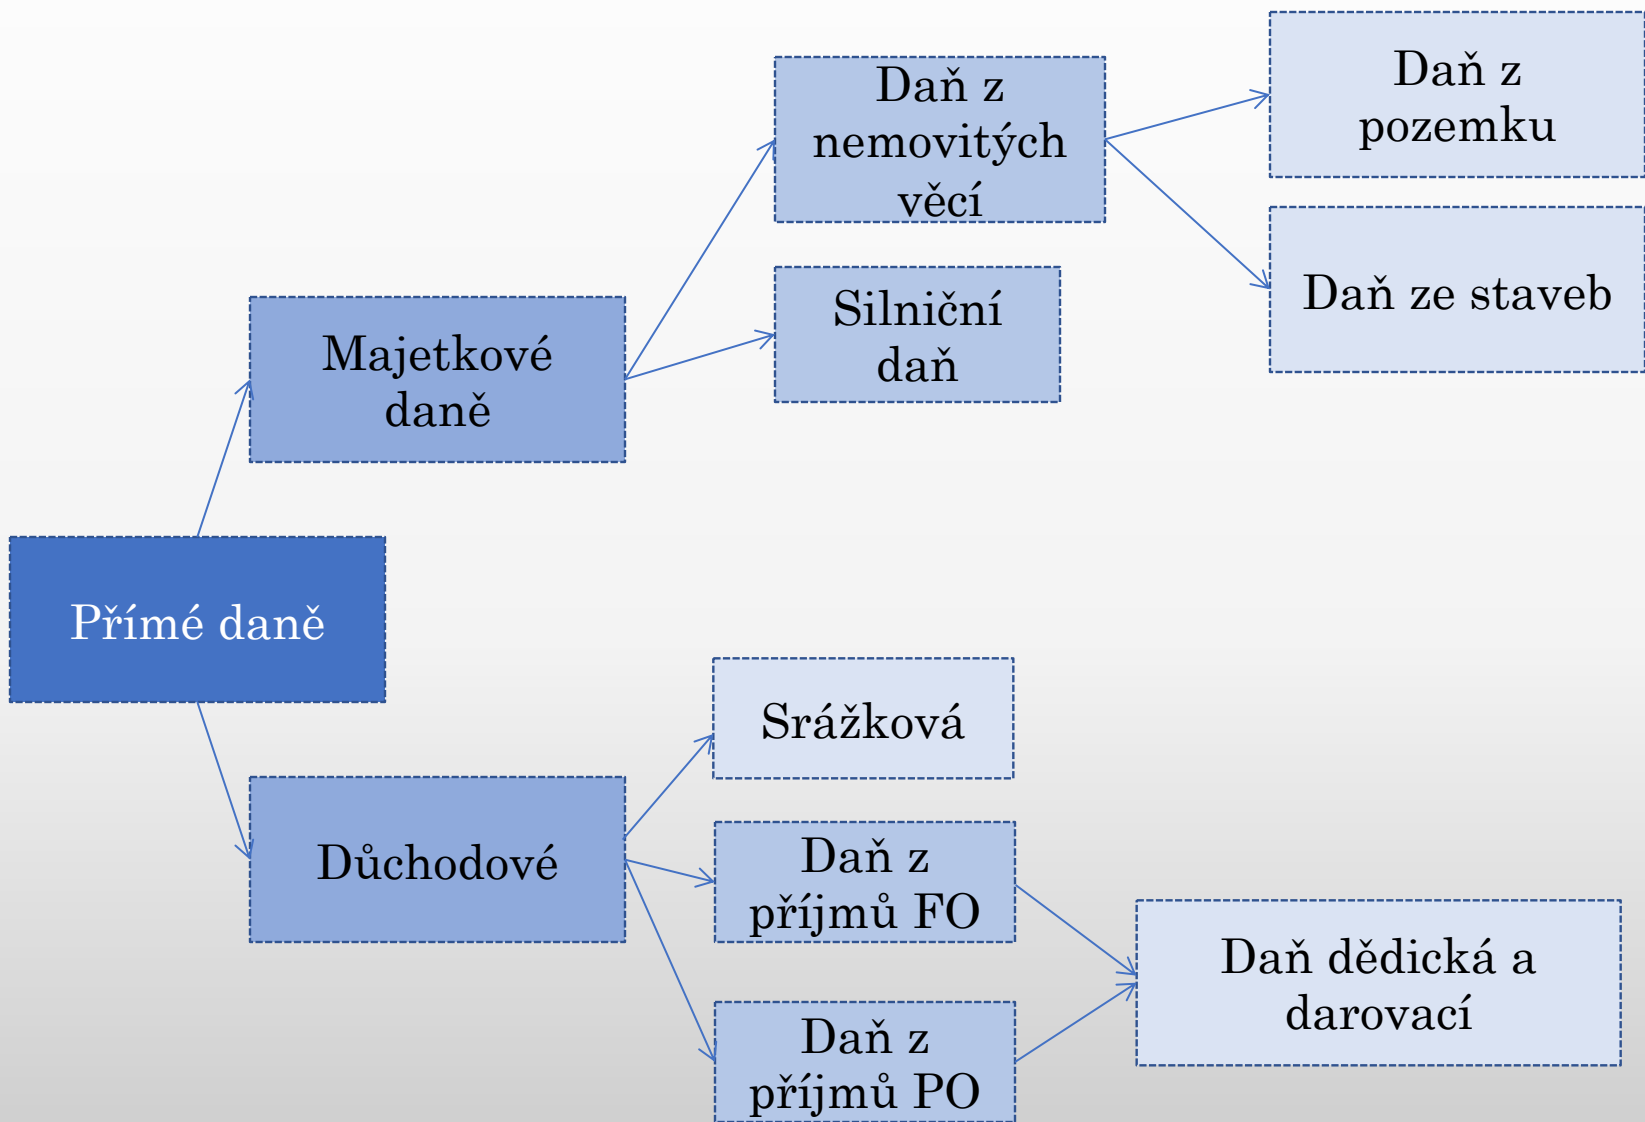 Daň z
pozemku
Daň z
nemovitých
věcí
Daň ze staveb
Silniční
daň
Majetkové
daně
Přímé daně
Srážková
Důchodové
Daň z
příjmů FO
Daň dědická a
darovací
Daň z
příjmů PO